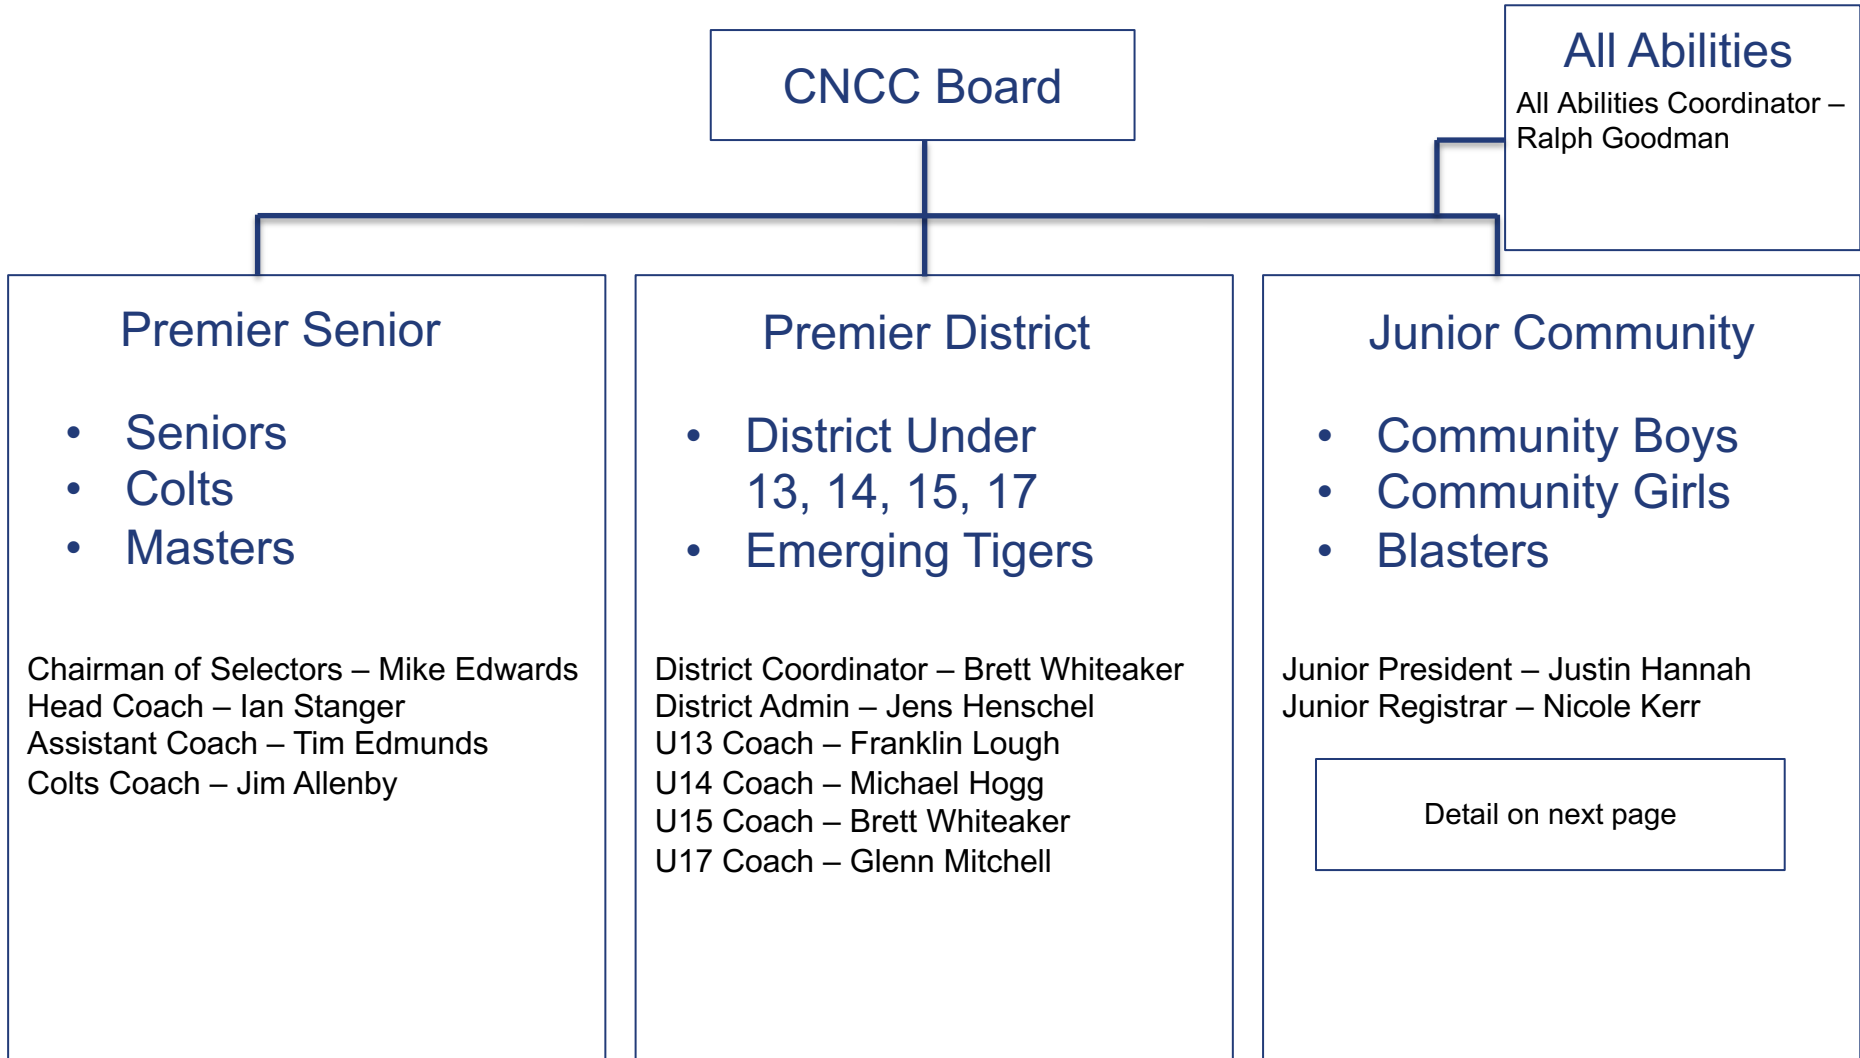 CNCC Board
All Abilities
All Abilities Coordinator –
Ralph Goodman
Premier Senior
• Seniors
• Colts
• Masters
Chairman of Selectors – Mike Edwards
Head Coach – Ian Stanger
Assistant Coach – Tim Edmunds
Colts Coach – Jim Allenby
Premier District
• District Under
13, 14, 15, 17
• Emerging Tigers
District Coordinator – Brett Whiteaker
District Admin – Jens Henschel
U13 Coach – Franklin Lough
U14 Coach – Michael Hogg
U15 Coach – Brett Whiteaker
U17 Coach – Glenn Mitchell
Junior Community
• Community Boys
• Community Girls
• Blasters
Junior President – Justin Hannah
Junior Registrar – Nicole Kerr
Detail on next page